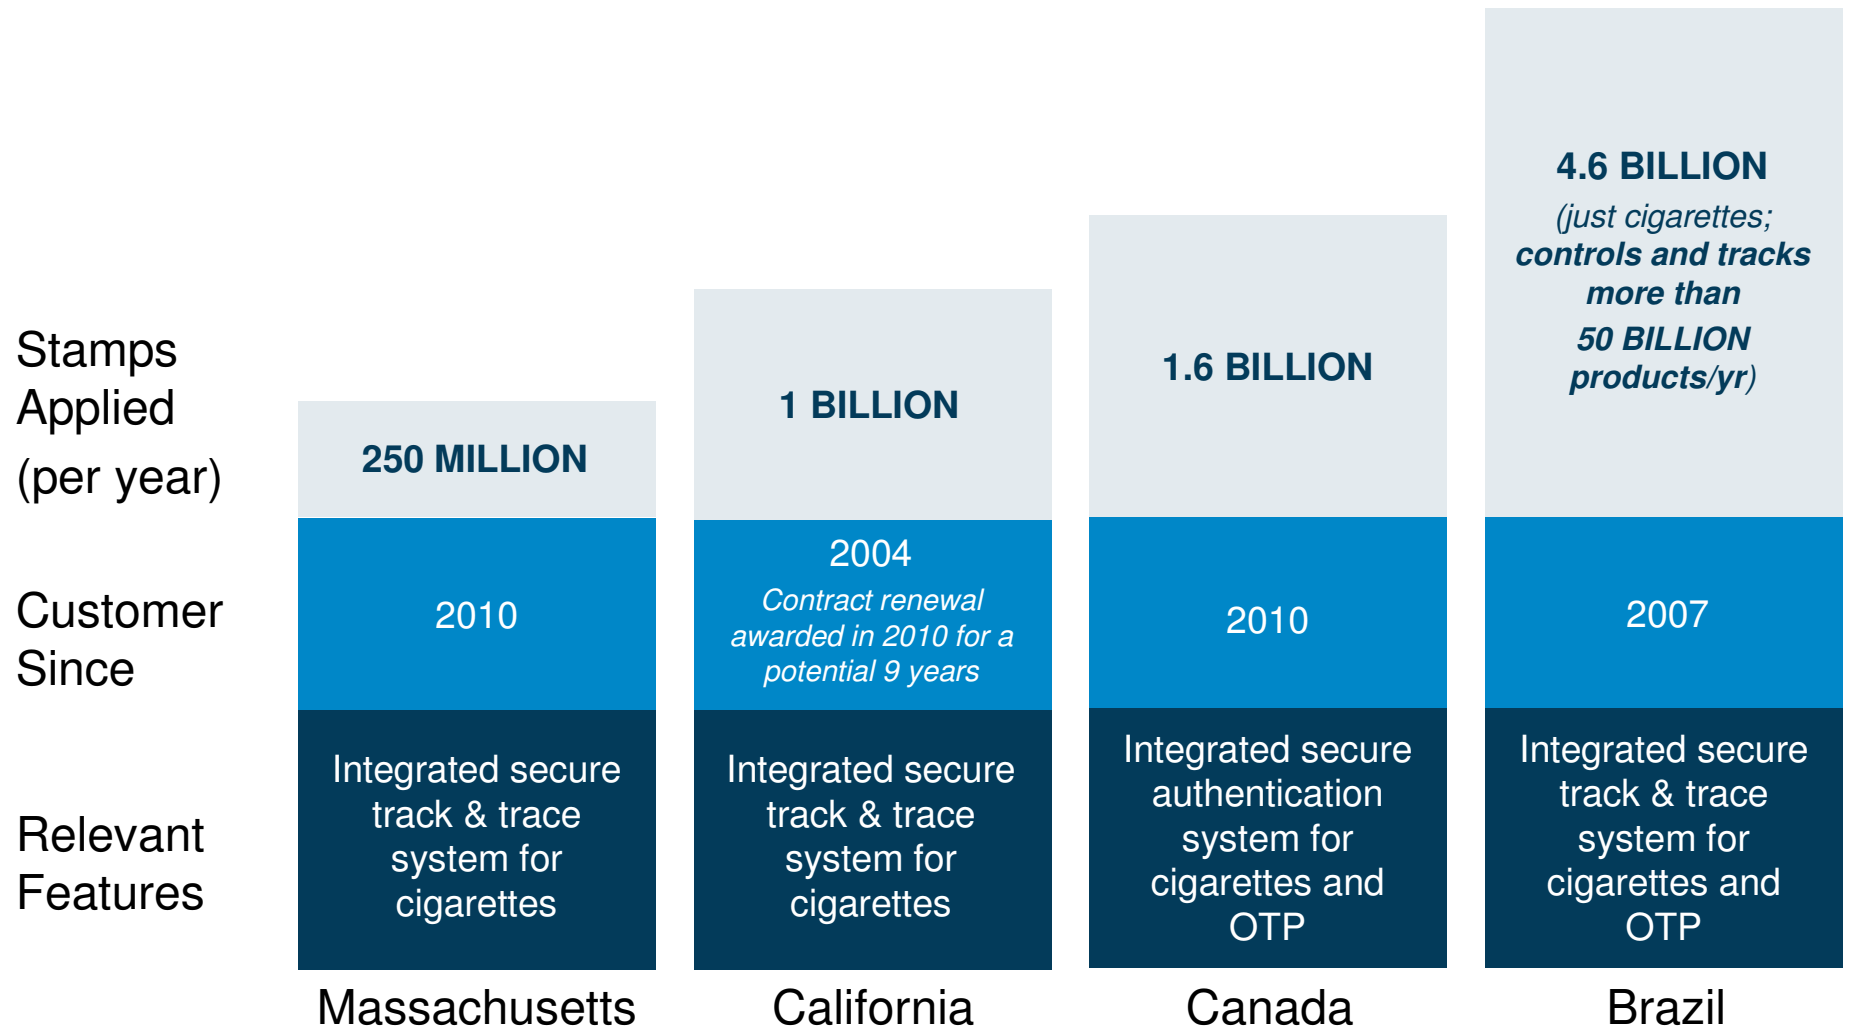 Stamps
Applied
(per year)
250 MILLION
1 BILLION
1.6 BILLION
4.6 BILLION
(just cigarettes;
controls and tracks
more than
50 BILLION
products/yr)
Customer
Since
2010
2004
Contract renewal
awarded in 2010 for a
potential 9 years
2010
2007
Relevant
Features
Integrated secure
track & trace
system for
cigarettes
Integrated secure
track & trace
system for
cigarettes
Integrated secure
authentication
system for
cigarettes and
OTP
Integrated secure
track & trace
system for
cigarettes and
OTP
Massachusetts
California
Canada
Brazil